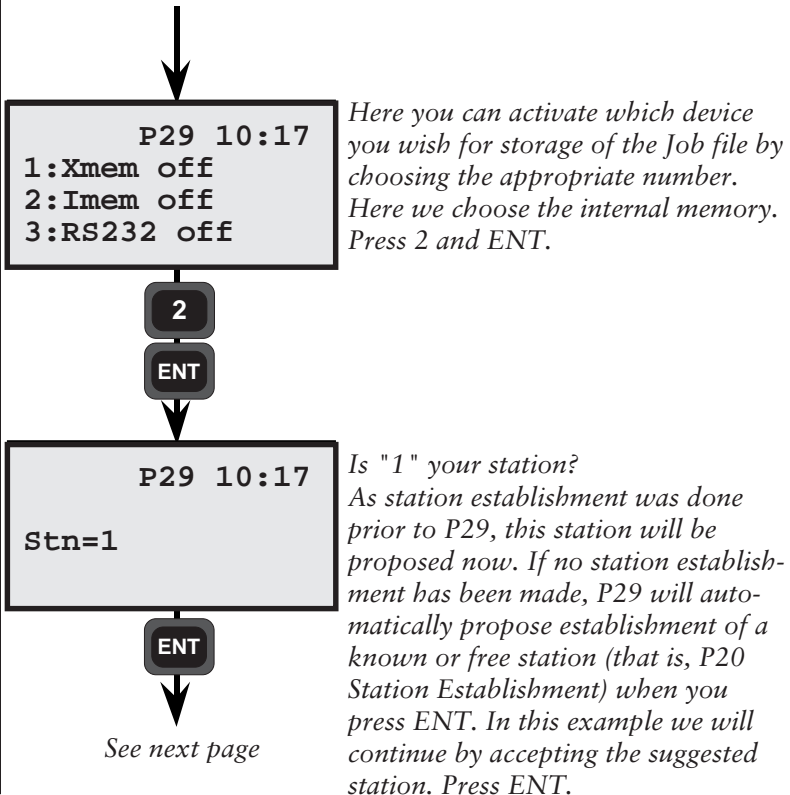 P29 10:17
1:Xmem off
2:Imem off
3:RS232 off
Here you can activate which device
you wish for storage of the Job file by
choosing the appropriate number.
Here we choose the internal memory.
Press 2 and ENT.
2
ENT
P29 10:17
Stn=1
Is "1" your station?
As station establishment was done
prior to P29, this station will be
proposed now. If no station establish-
ment has been made, P29 will auto-
matically propose establishment of a
known or free station (that is, P20
Station Establishment) when you
press ENT. In this example we will
continue by accepting the suggested
station. Press ENT.
ENT
See next page